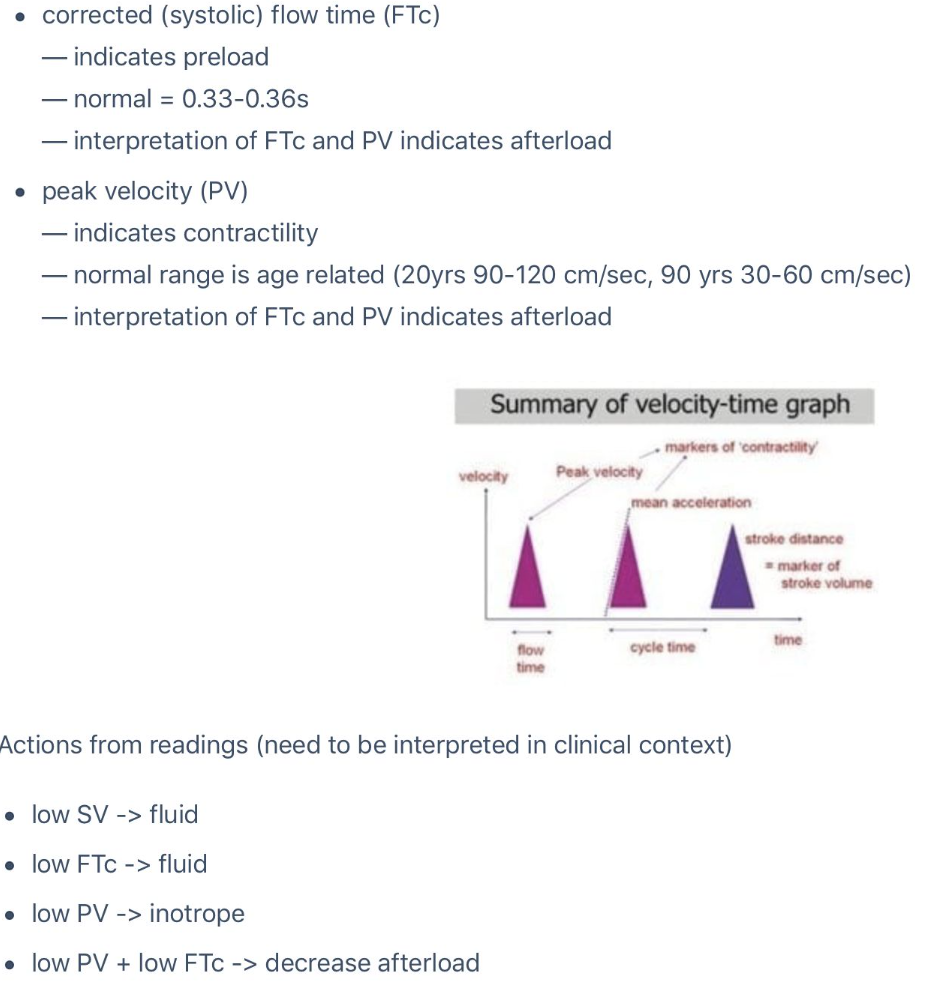 • corrected (systolic) flow time (FTc)
— indicates preload
— normal = 0.33-0.36s
— interpretation of FTc and PV indicates afterload
• peak velocity (PV)
— indicates contractility
— normal range is age related (20yrs 90-120 cm/sec, 90 yrs 30-60 cm/sec)
— interpretation of FTc and PV indicates afterload
Summary of velocity-time graph
markers of 'contractility'
velocity
Peak velocity
mean acceleration
stroke distance
= marker of
stroke volume
flow
time
cycle time
time
Actions from readings (need to be interpreted in clinical context)
• low SV -> fluid
• low FTc -> fluid
• low PV -> inotrope
• low PV + low FTc -> decrease afterload